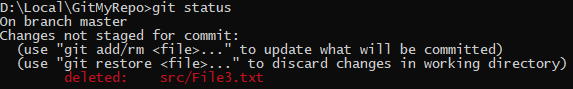 D:\Local\GitMyRepo>git status
On branch master
Changes not staged for commit:
  (use "git add/rm <file>..." to update what will be committed)
  (use "git restore <file>..." to discard changes in working directory)
        deleted:    src/File3.txt